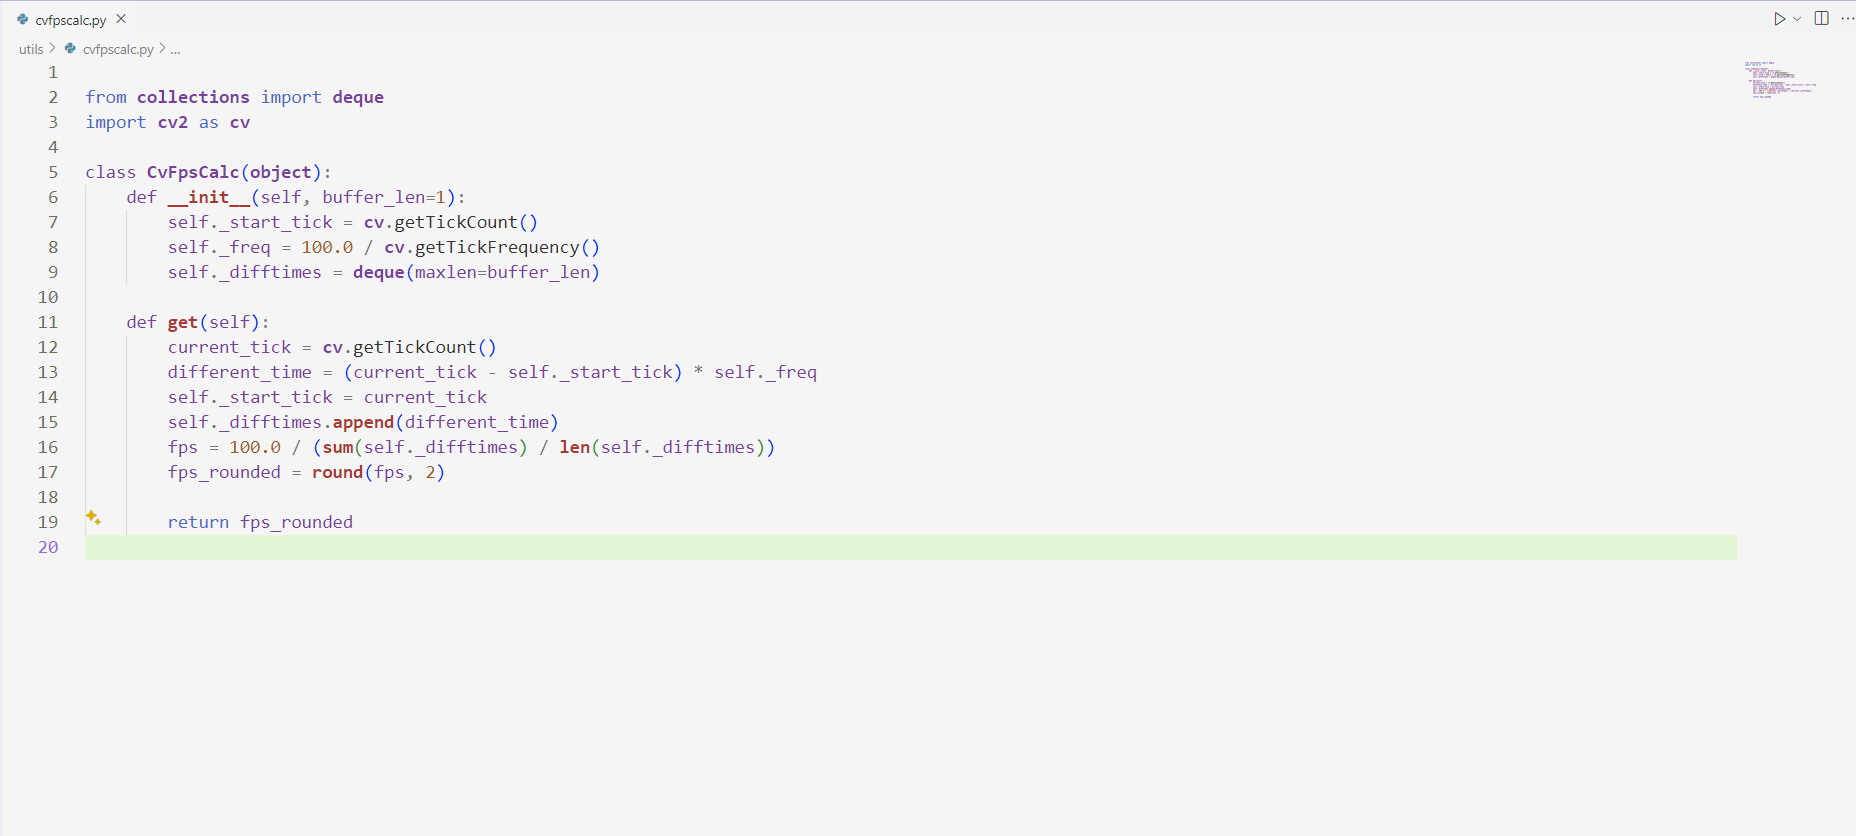 cvfpscalc.py
utils > cvfpscalc.py > ...
1
2 from collections import deque
3 import cv2 as cv
4
5 class CvFpsCalc(object):
6     def __init__(self, buffer_len=1):
7         self._start_tick = cv.getTickCount()
8         self._freq = 100.0 / cv.getTickFrequency()
9         self._difftimes = deque(maxlen=buffer_len)
10
11     def get(self):
12         current_tick = cv.getTickCount()
13         different_time = (current_tick - self._start_tick) * self._freq
14         self._start_tick = current_tick
15         self._difftimes.append(different_time)
16         fps = 100.0 / (sum(self._difftimes) / len(self._difftimes))
17         fps_rounded = round(fps, 2)
18
19         return fps_rounded
20